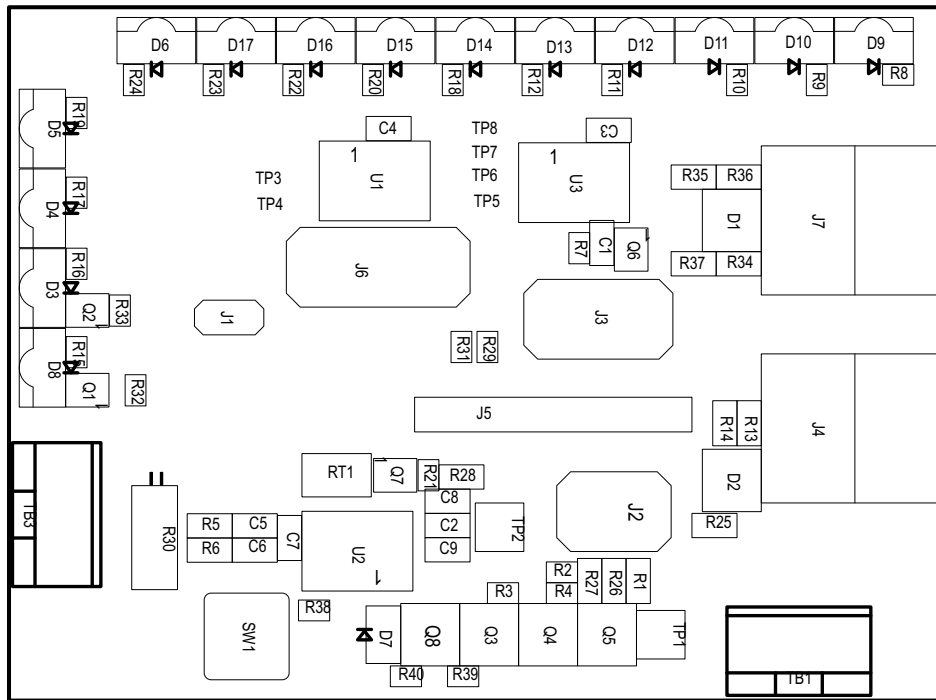 D6 D17 D16 D15 D14 D13 D12 D11 D10 D9
R24 R23 R22 R20 R18 R12 R11 R10 R9 R8
D5 R19
C4 TP8 C3
1 TP7 1
TP3 U1 TP6 U3 R35 R36
TP4 TP5
D4 R17
D1 J7
R7 C1 Q6
R37 R34
D3 R16 J6
Q2 R33 J1 J3
R31 R29
D8 R15
Q1 R32
J5 R14 R13 J4
RT1 Q7 1 R21 R28
D2
TB3 R30 C8 J2
R5 C5 C7 C2 TP2 R25
R6 C6 U2 C9
1
R2 R27 R26 R1
R3 R4
R38
SW1 D7 Q8 Q3 Q4 Q5 TP1
R40 R39 TB1